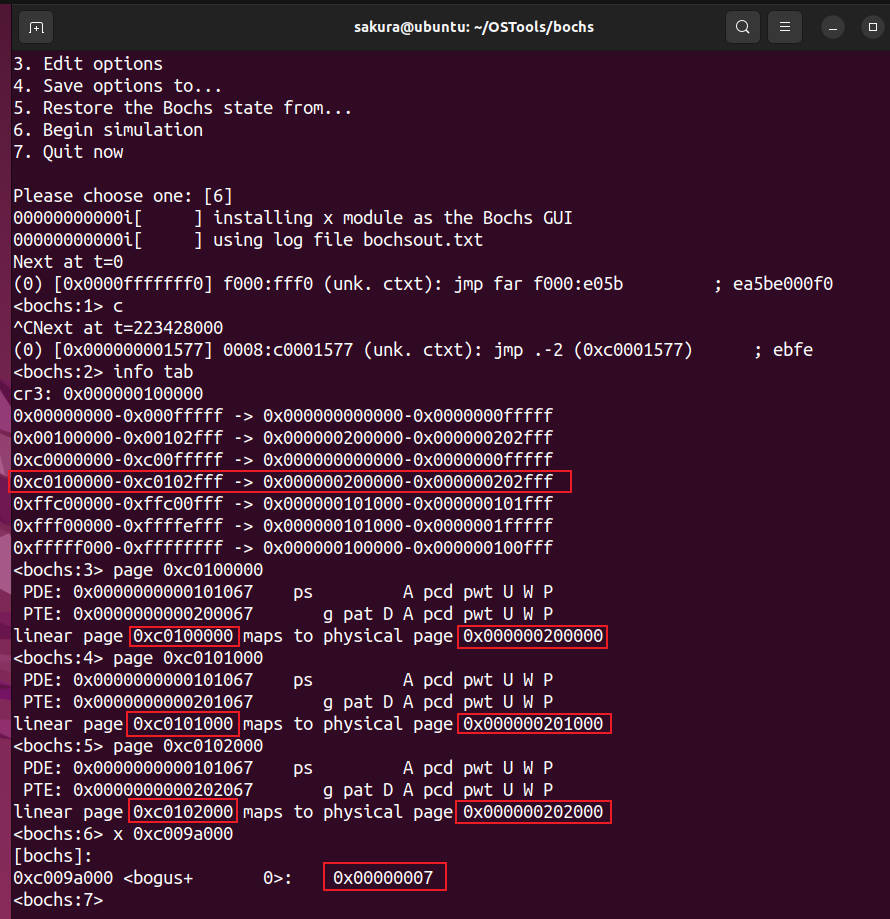 sakura@ubuntu: ~/OSTools/bochs
3. Edit options
4. Save options to...
5. Restore the Bochs state from...
6. Begin simulation
7. Quit now
Please choose one: [6]
00000000000i[     ] installing x module as the Bochs GUI
00000000000i[     ] using log file bochsout.txt
Next at t=0
(0) [0x0000fffffff0] f000:fff0 (unk. ctxt): jmp far f000:e05b         ; ea5be000f0
<bochs:1> c
^CNext at t=223428000
(0) [0x000000001577] 0008:c0001577 (unk. ctxt): jmp .-2 (0xc0001577)      ; ebfe
<bochs:2> info tab
cr3: 0x000000100000
0x00000000-0x000fffff -> 0x000000000000-0x0000000fffff
0x00100000-0x00102fff -> 0x000000200000-0x000000202fff
0xc0000000-0xc00fffff -> 0x000000000000-0x0000000fffff
0xc0100000-0xc0102fff -> 0x000000200000-0x000000202fff
0xffc00000-0xffc00fff -> 0x000000101000-0x000000101fff
0xfff00000-0xffffefff -> 0x000000101000-0x0000001fffff
0xfffff000-0xffffffff -> 0x000000100000-0x000000100fff
<bochs:3> page 0xc0100000
 PDE: 0x0000000000101067    ps         A pcd pwt U W P
 PTE: 0x0000000000200067       g pat D A pcd pwt U W P
linear page 0xc0100000 maps to physical page 0x000000200000
<bochs:4> page 0xc0101000
 PDE: 0x0000000000101067    ps         A pcd pwt U W P
 PTE: 0x0000000000201067       g pat D A pcd pwt U W P
linear page 0xc0101000 maps to physical page 0x000000201000
<bochs:5> page 0xc0102000
 PDE: 0x0000000000101067    ps         A pcd pwt U W P
 PTE: 0x0000000000202067       g pat D A pcd pwt U W P
linear page 0xc0102000 maps to physical page 0x000000202000
<bochs:6> x 0xc009a000
[bochs]:
0xc009a000 <bogus+       0>:    0x00000007
<bochs:7>